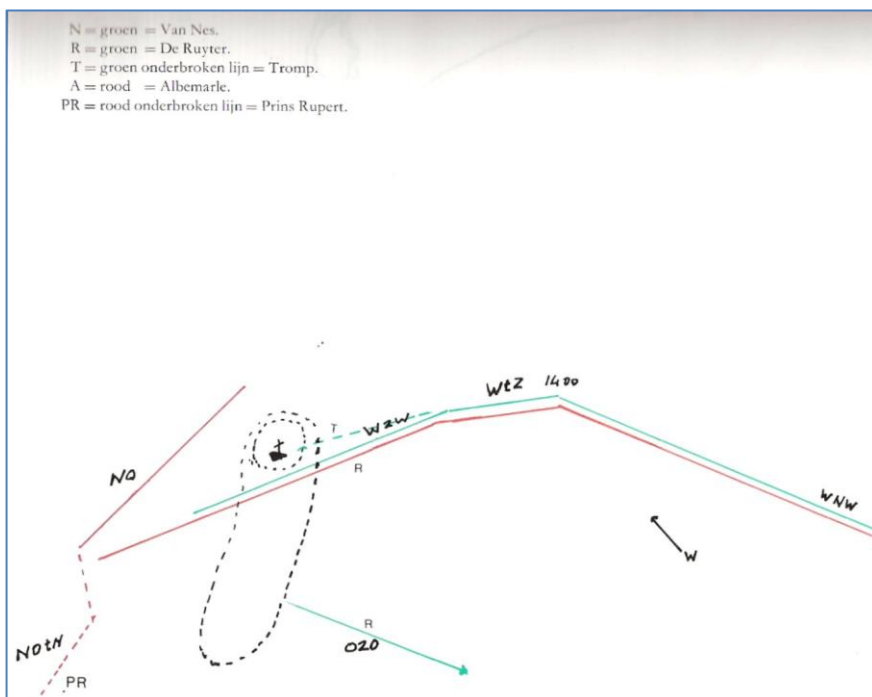 N = groen = Van Nes.
R = groen = De Ruyter.
T = groen onderbroken lijn = Tromp.
A = rood = Albemarle.
PR = rood onderbroken lijn = Prins Rupert.
WtZ 1400
T WZW
R
NO
WNW
W
R
OZO
NOtN
PR